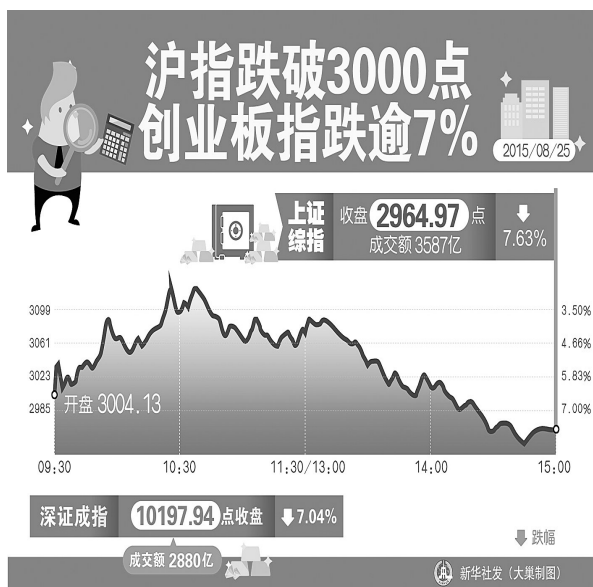 沪指跌破3000点
创业板指跌逾7%
2015/08/25
上证综指
收盘 2964.97 点
成交额 3587亿
7.63%
3099
3061
3023
2985
3.50%
4.66%
5.83%
7.00%
开盘 3004.13
09:30
10:30
11:30/13:00
14:00
15:00
深证成指
10197.94 点收盘
7.04%
成交额 2880亿
跌幅
新华社发（大巢制图）